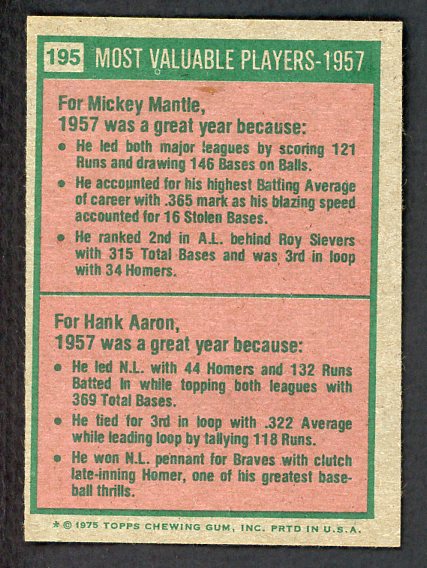 195 MOST VALUABLE PLAYERS-1957
For Mickey Mantle,
1957 was a great year because:
● He led both major leagues by scoring 121
Runs and drawing 146 Bases on Balls.
● He accounted for his highest Batting Average
of career with .365 mark as his blazing speed
accounted for 16 Stolen Bases.
● He ranked 2nd in A.L. behind Roy Sievers
with 315 Total Bases and was 3rd in loop
with 34 Homers.
For Hank Aaron,
1957 was a great year because:
● He led N.L. with 44 Homers and 132 Runs
Batted In while topping both leagues with
369 Total Bases.
● He tied for 3rd in loop with .322 Average
while leading loop by tallying 118 Runs.
● He won N.L. pennant for Braves with clutch
late-inning Homer, one of his greatest base-
ball thrills.
* © 1975 TOPPS CHEWING GUM, INC. PRTD IN U.S.A.